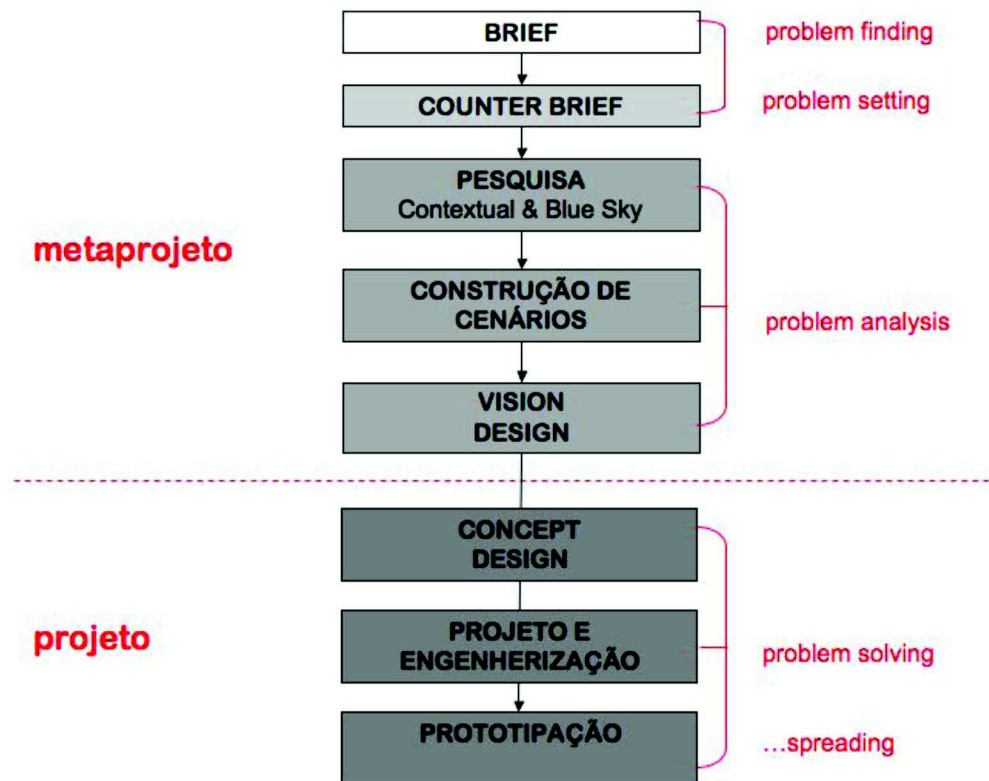 BRIEF
problem finding
COUNTER BRIEF
problem setting
PESQUISA
Contextual & Blue Sky
metaprojeto
CONSTRUÇÃO DE
CENÁRIOS
problem analysis
VISION
DESIGN
CONCEPT
DESIGN
projeto
PROJETO E
ENGENHERIZAÇÃO
problem solving
PROTOTIPAÇÃO
...spreading